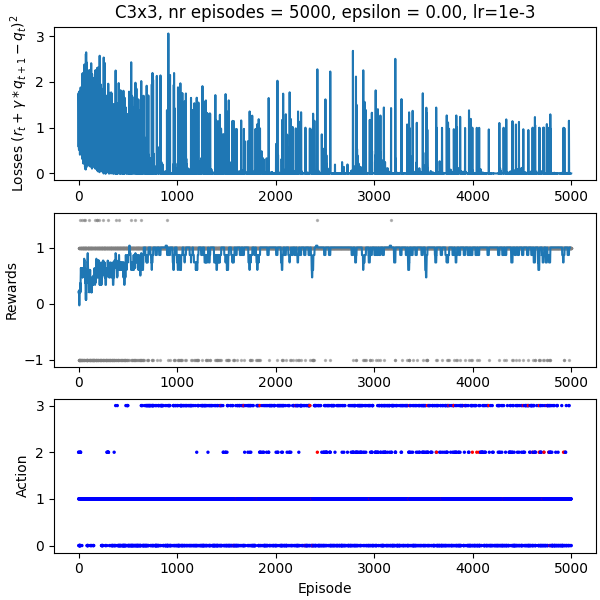 C3x3, nr episodes = 5000, epsilon = 0.00, lr=1e-3
Losses $(r_t + \gamma * q_{t+1} - q_t)^2$
3
2
1
0
0 1000 2000 3000 4000 5000
Rewards
1
0
−1
0 1000 2000 3000 4000 5000
Action
3
2
1
0
0 1000 2000 3000 4000 5000
Episode